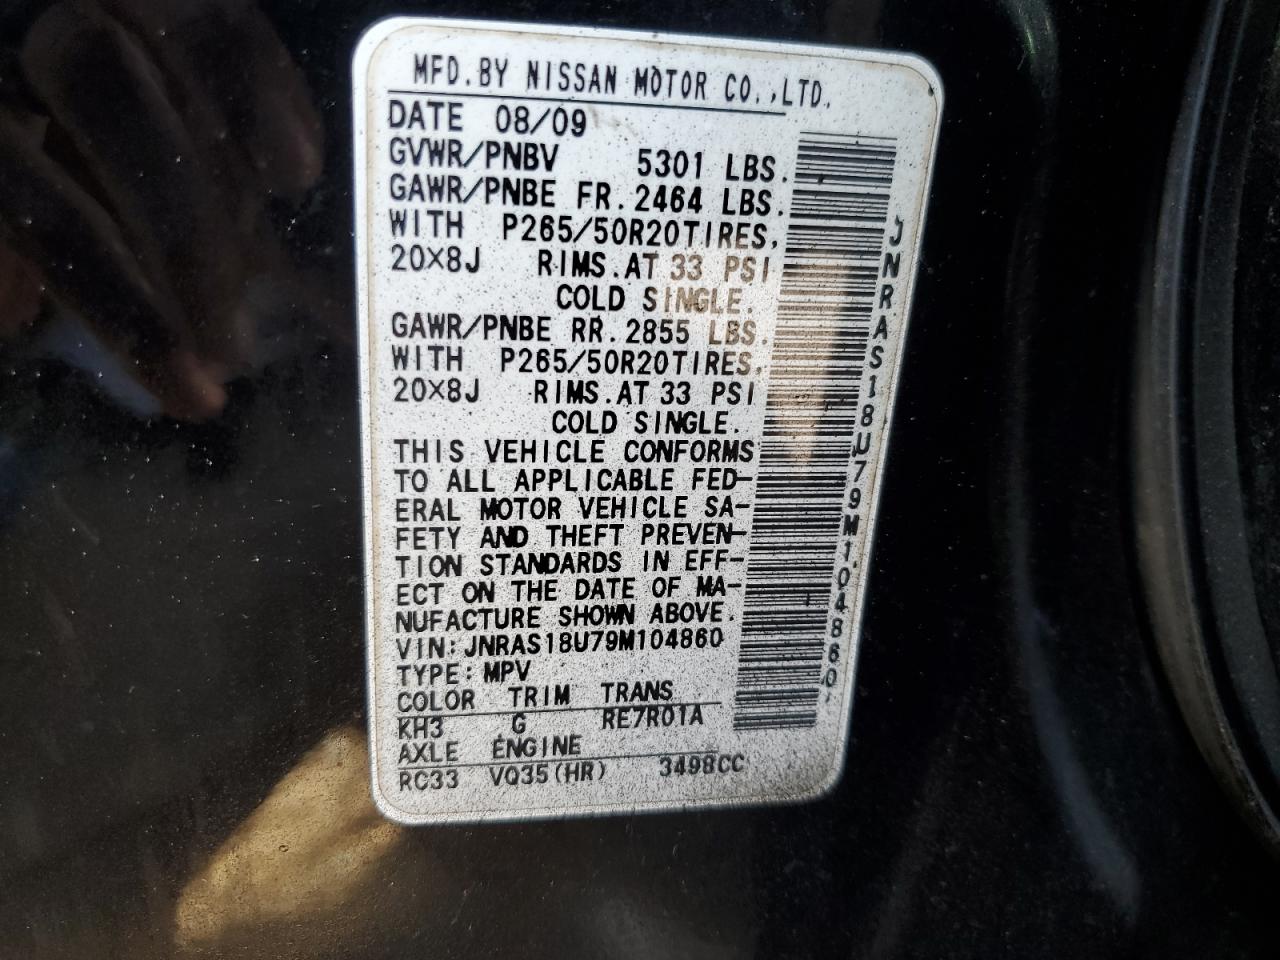 MFD.BY NISSAN MOTOR CO.,LTD.
DATE 08/09
GVWR/PNBV 5301 LBS.
GAWR/PNBE FR.2464 LBS.
WITH P265/50R20TIRES,
20X8J RIMS.AT 33 PSI
COLD SINGLE.
GAWR/PNBE RR.2855 LBS.
WITH P265/50R20TIRES,
20X8J RIMS.AT 33 PSI
COLD SINGLE.
THIS VEHICLE CONFORMS
TO ALL APPLICABLE FED-
ERAL MOTOR VEHICLE SA-
FETY AND THEFT PREVEN-
TION STANDARDS IN EFF-
ECT ON THE DATE OF MA-
NUFACTURE SHOWN ABOVE.
VIN:JNRAS18U79M104860
TYPE:MPV
COLOR TRIM TRANS
KH3 G RE7R01A
AXLE ENGINE
RC33 VQ35(HR) 3498CC
JNRAS18U79M104860